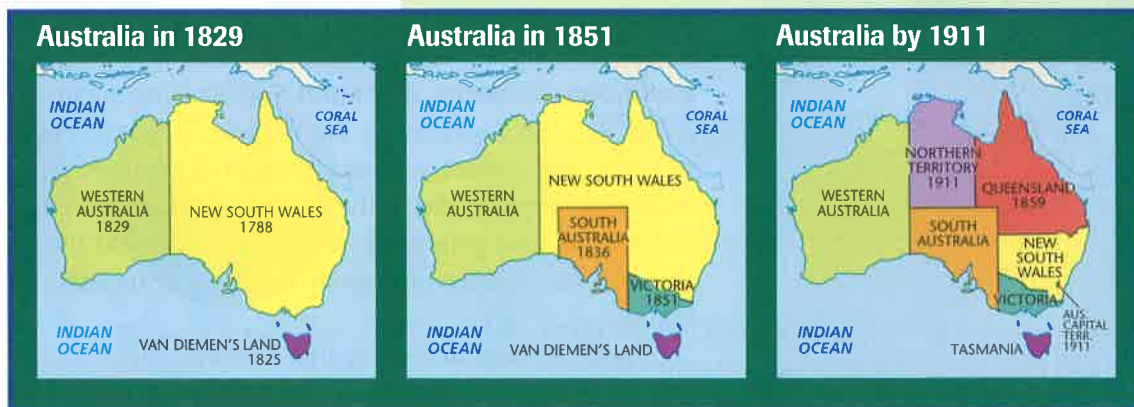 Australia in 1829
INDIAN
OCEAN
CORAL
SEA
WESTERN
AUSTRALIA
1829
NEW SOUTH WALES
1788
INDIAN
OCEAN
VAN DIEMEN'S LAND
1825
Australia in 1851
INDIAN
OCEAN
CORAL
SEA
NEW SOUTH WALES
WESTERN
AUSTRALIA
SOUTH
AUSTRALIA
1836
VICTORIA
1851
INDIAN
OCEAN
VAN DIEMEN'S LAND
Australia by 1911
INDIAN
OCEAN
CORAL
SEA
NORTHERN
TERRITORY
1911
QUEENSLAND
1859
WESTERN
AUSTRALIA
SOUTH
AUSTRALIA
NEW
SOUTH
WALES
VICTORIA
AUS.
CAPITAL
TERR.
1911
INDIAN
OCEAN
TASMANIA